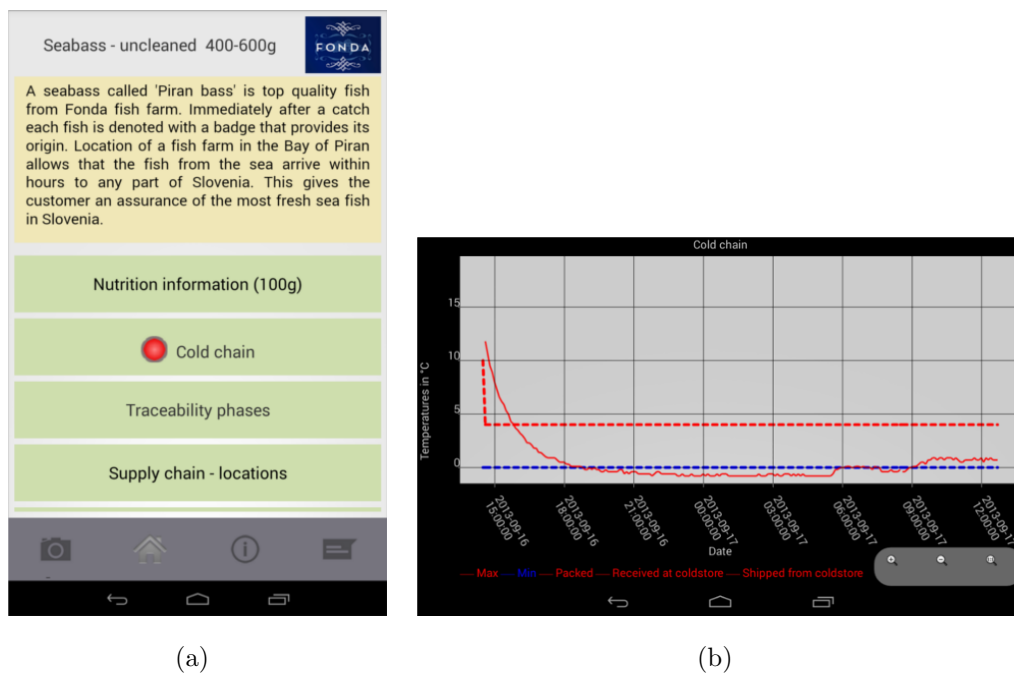 Seabass - uncleaned 400-600g
FONDA
A seabass called 'Piran bass' is top quality fish
from Fonda fish farm. Immediately after a catch
each fish is denoted with a badge that provides its
origin. Location of a fish farm in the Bay of Piran
allows that the fish from the sea arrive within
hours to any part of Slovenia. This gives the
customer an assurance of the most fresh sea fish
in Slovenia.
Nutrition information (100g)
Cold chain
Traceability phases
Supply chain - locations
(a)
Cold chain
Temperatures in °C
15
10
5
0
2013-09-16
15:00:00
2013-09-16
18:00:00
2013-09-16
21:00:00
2013-09-17
00:00:00
2013-09-17
03:00:00
2013-09-17
06:00:00
2013-09-17
09:00:00
2013-09-17
12:00:00
Date
Max Min Packed Received at coldstore Shipped from coldstore
(b)